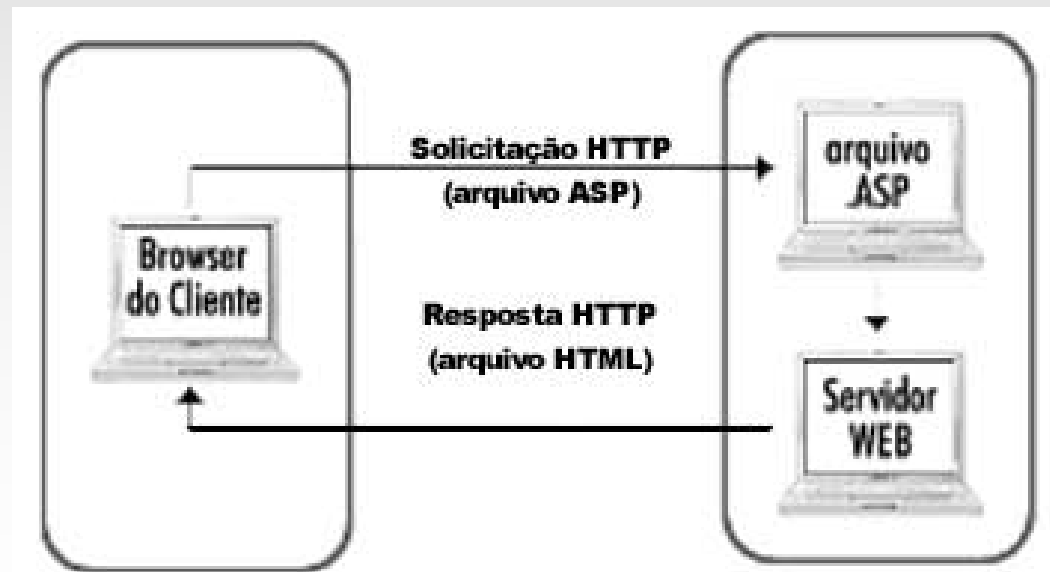 Solicitação HTTP
(arquivo ASP)
arquivo
.ASP
Browser
do Cliente
Resposta HTTP
(arquivo HTML)
Servidor
WEB